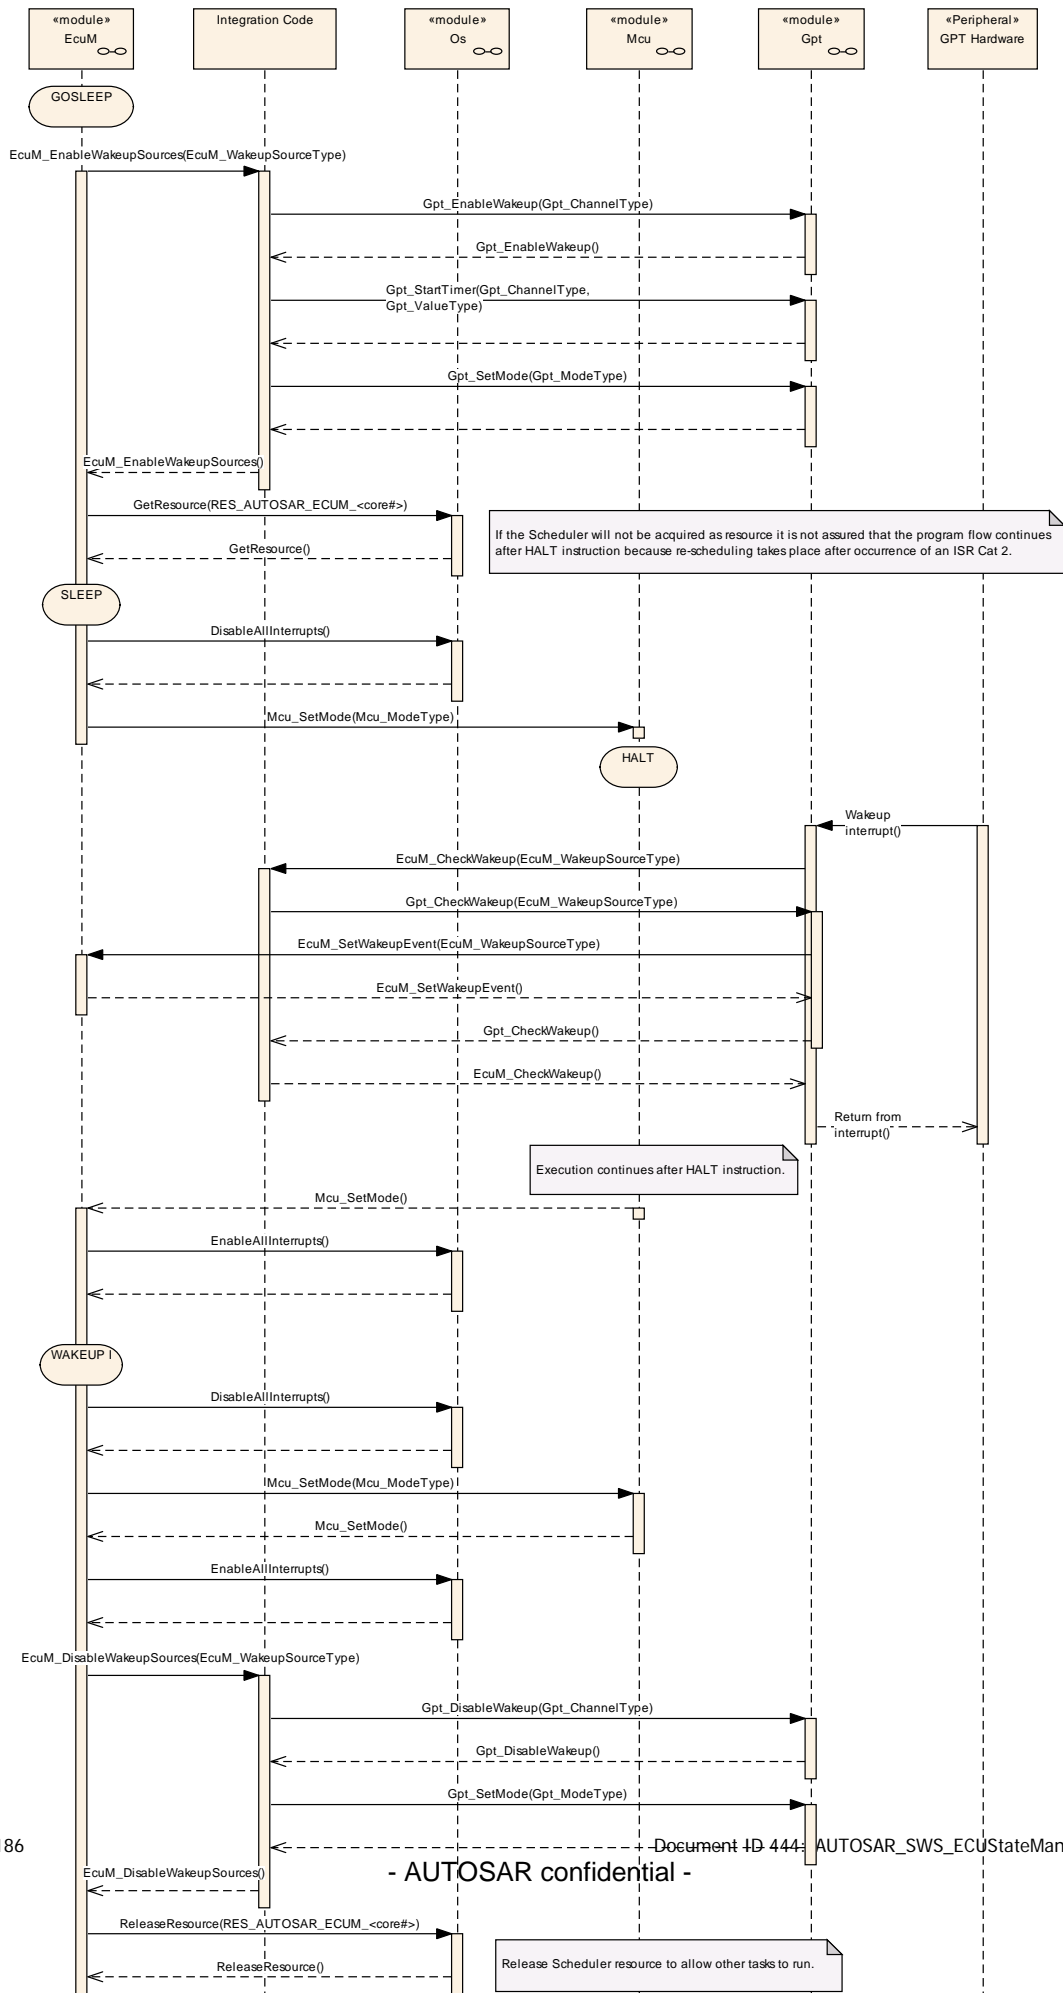 «module»
EcuM
Integration Code
«module»
Os
«module»
Mcu
«module»
Gpt
«Peripheral»
GPT Hardware
GOSLEEP
EcuM_EnableWakeupSources(EcuM_WakeupSourceType)
Gpt_EnableWakeup(Gpt_ChannelType)
Gpt_EnableWakeup()
Gpt_StartTimer(Gpt_ChannelType,
Gpt_ValueType)
Gpt_SetMode(Gpt_ModeType)
EcuM_EnableWakeupSources()
GetResource(RES_AUTOSAR_ECUM_<core#>)
If the Scheduler will not be acquired as resource it is not assured that the program flow continues
after HALT instruction because re-scheduling takes place after occurrence of an ISR Cat 2.
GetResource()
SLEEP
DisableAllInterrupts()
Mcu_SetMode(Mcu_ModeType)
HALT
Wakeup
interrupt()
EcuM_CheckWakeup(EcuM_WakeupSourceType)
Gpt_CheckWakeup(EcuM_WakeupSourceType)
EcuM_SetWakeupEvent(EcuM_WakeupSourceType)
EcuM_SetWakeupEvent()
Gpt_CheckWakeup()
EcuM_CheckWakeup()
Return from
interrupt()
Execution continues after HALT instruction.
Mcu_SetMode()
EnableAllInterrupts()
WAKEUP I
DisableAllInterrupts()
Mcu_SetMode(Mcu_ModeType)
Mcu_SetMode()
EnableAllInterrupts()
EcuM_DisableWakeupSources(EcuM_WakeupSourceType)
Gpt_DisableWakeup(Gpt_ChannelType)
Gpt_DisableWakeup()
Gpt_SetMode(Gpt_ModeType)
186
Document ID 444: AUTOSAR_SWS_ECUStateMan
- AUTOSAR confidential -
EcuM_DisableWakeupSources()
ReleaseResource(RES_AUTOSAR_ECUM_<core#>)
Release Scheduler resource to allow other tasks to run.
ReleaseResource()